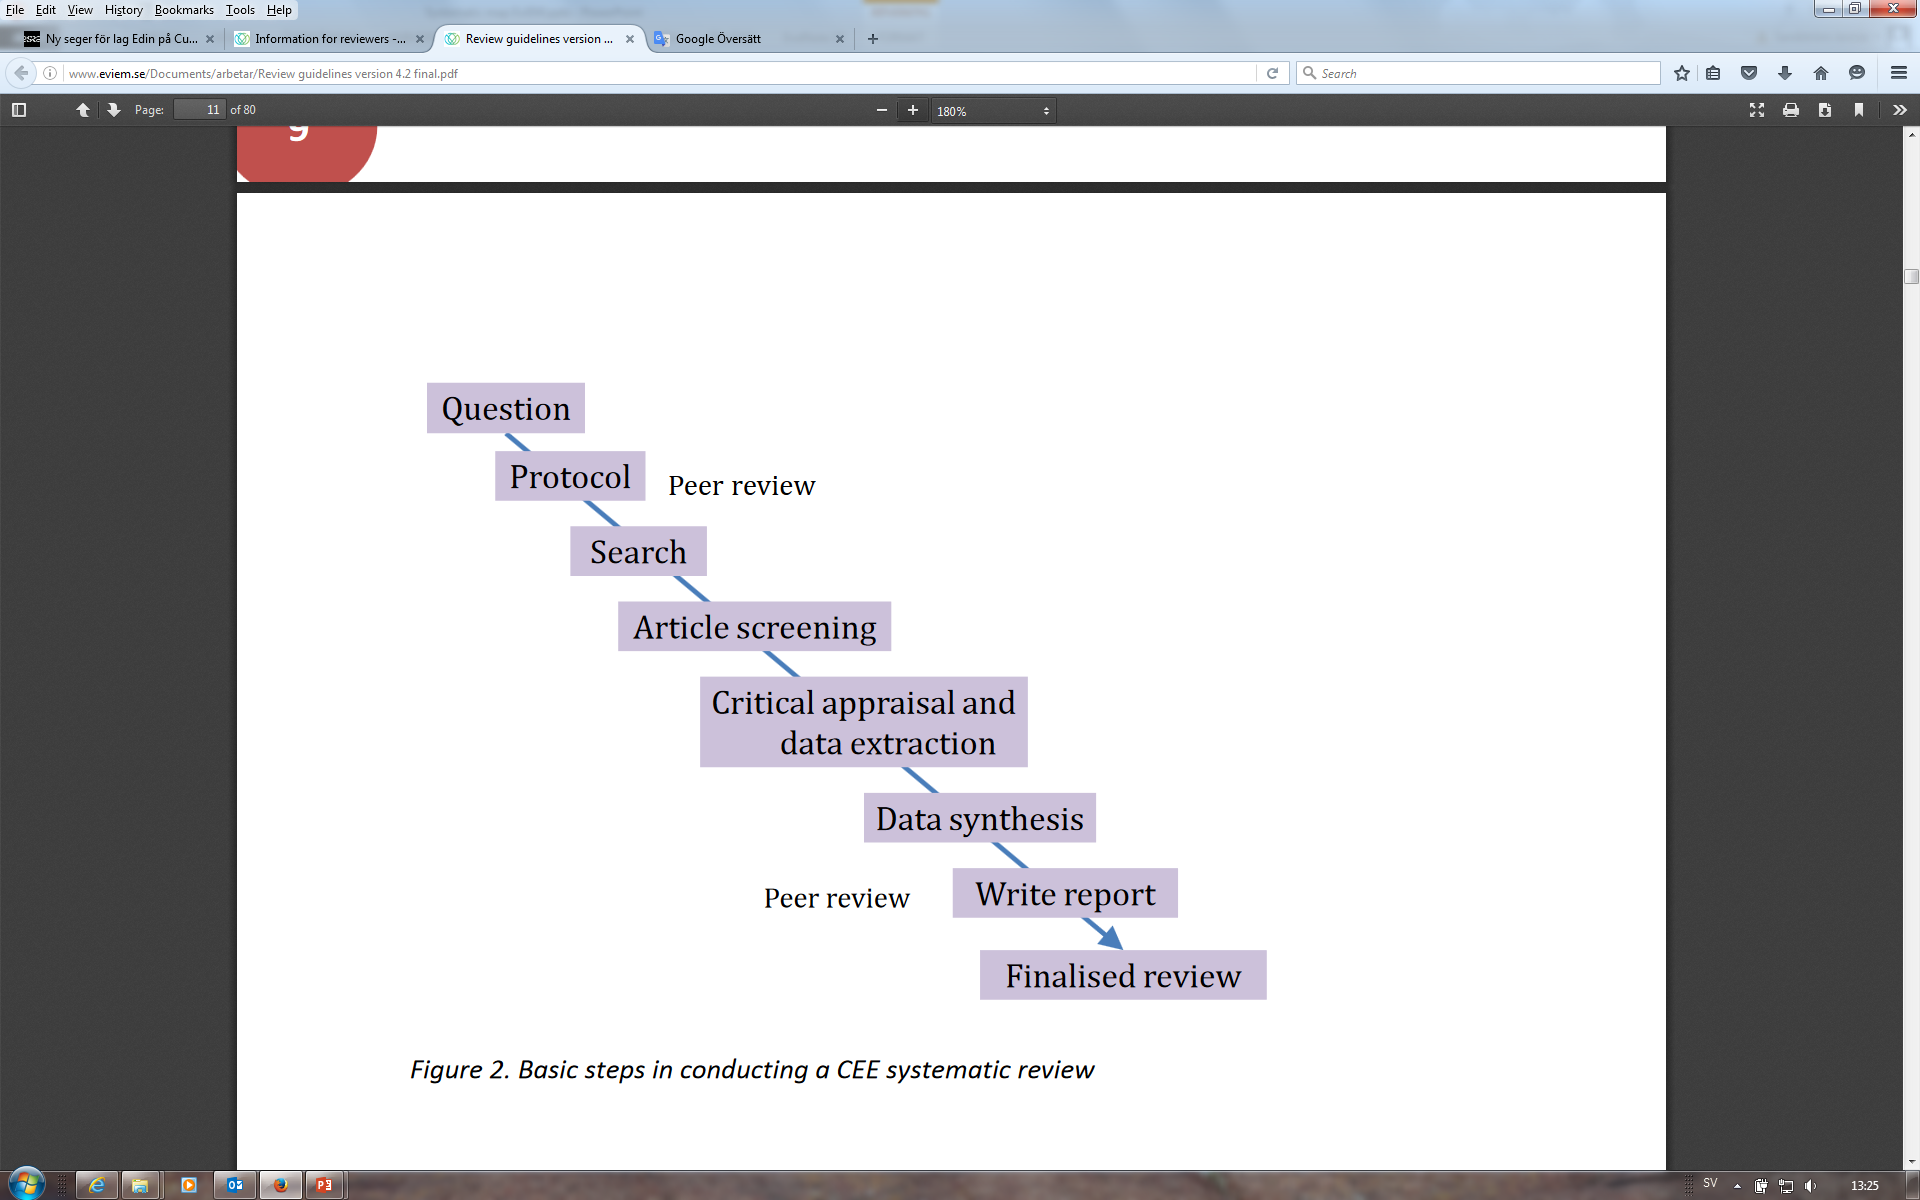 File Edit View History Bookmarks Tools Help
Ny seger för lag Edin på Cu...
Information for reviewers -...
Review guidelines version ...
Google Översätt
www.eviem.se/Documents/arbetar/Review guidelines version 4.2 final.pdf
Search
Page: 11 of 80
180%
9
Question
Protocol
Peer review
Search
Article screening
Critical appraisal and
data extraction
Data synthesis
Peer review
Write report
Finalised review
Figure 2. Basic steps in conducting a CEE systematic review
SV
13:25